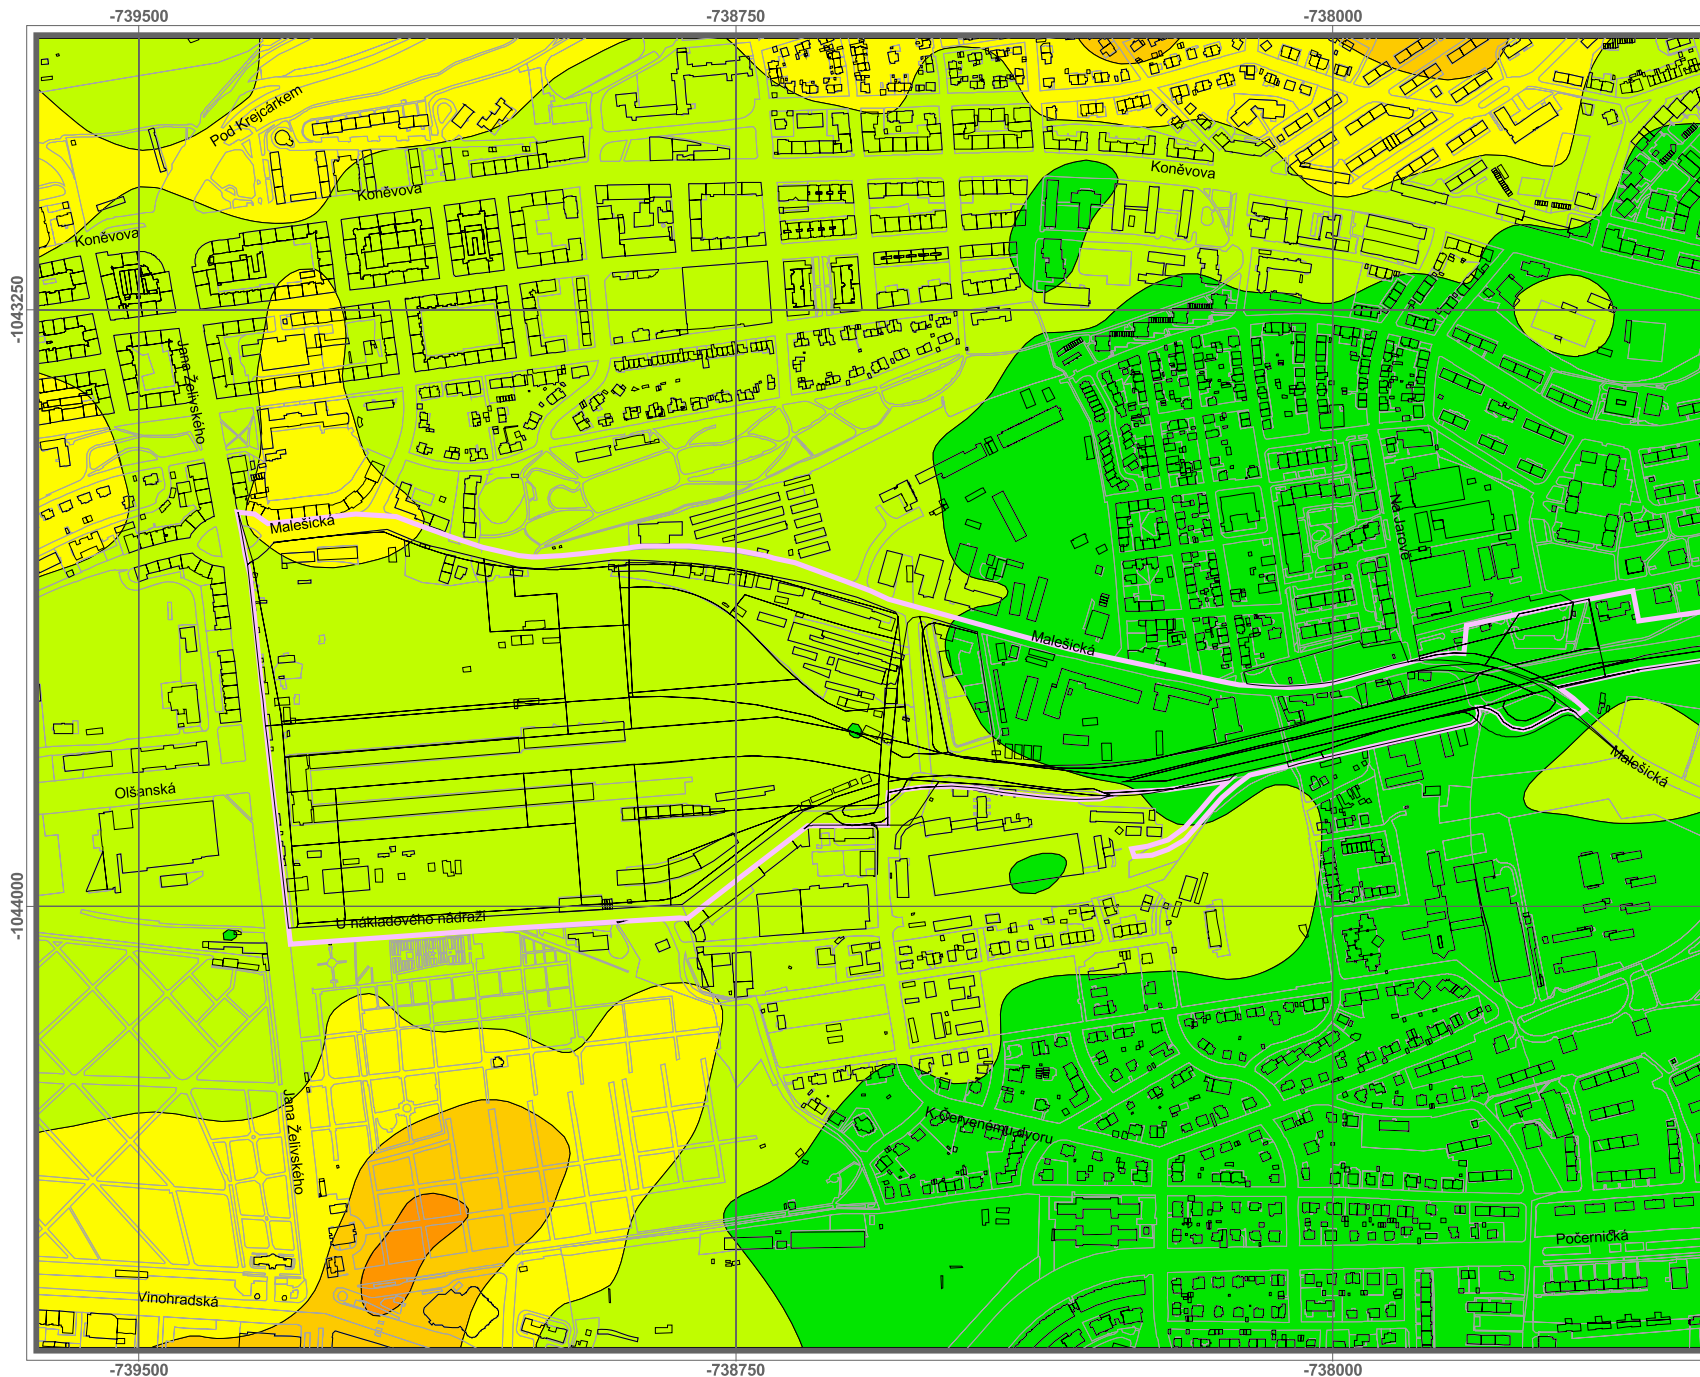 -739500
-738750
-738000
Pod Krejcárkem
Koněvova
Koněvova
Koněvova
-1043250
Jana Želivského
Malešická
Na Jarově
Malešická
Malešická
Olšanská
-1044000
U nákladového nádraží
Jana Želivského
K Červenému dvoru
Počernická
Vinohradská
-739500
-738750
-738000